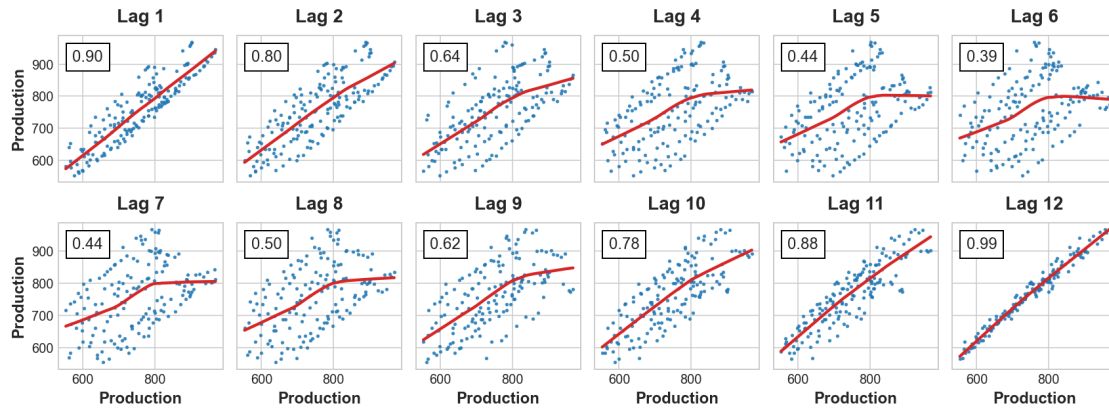 Lag 1 Lag 2 Lag 3 Lag 4 Lag 5 Lag 6
0.90 0.80 0.64 0.50 0.44 0.39
900
800
700
600
Production
Lag 7 Lag 8 Lag 9 Lag 10 Lag 11 Lag 12
0.44 0.50 0.62 0.78 0.88 0.99
900
800
700
600
Production
600 800 600 800 600 800 600 800 600 800 600 800
Production Production Production Production Production Production